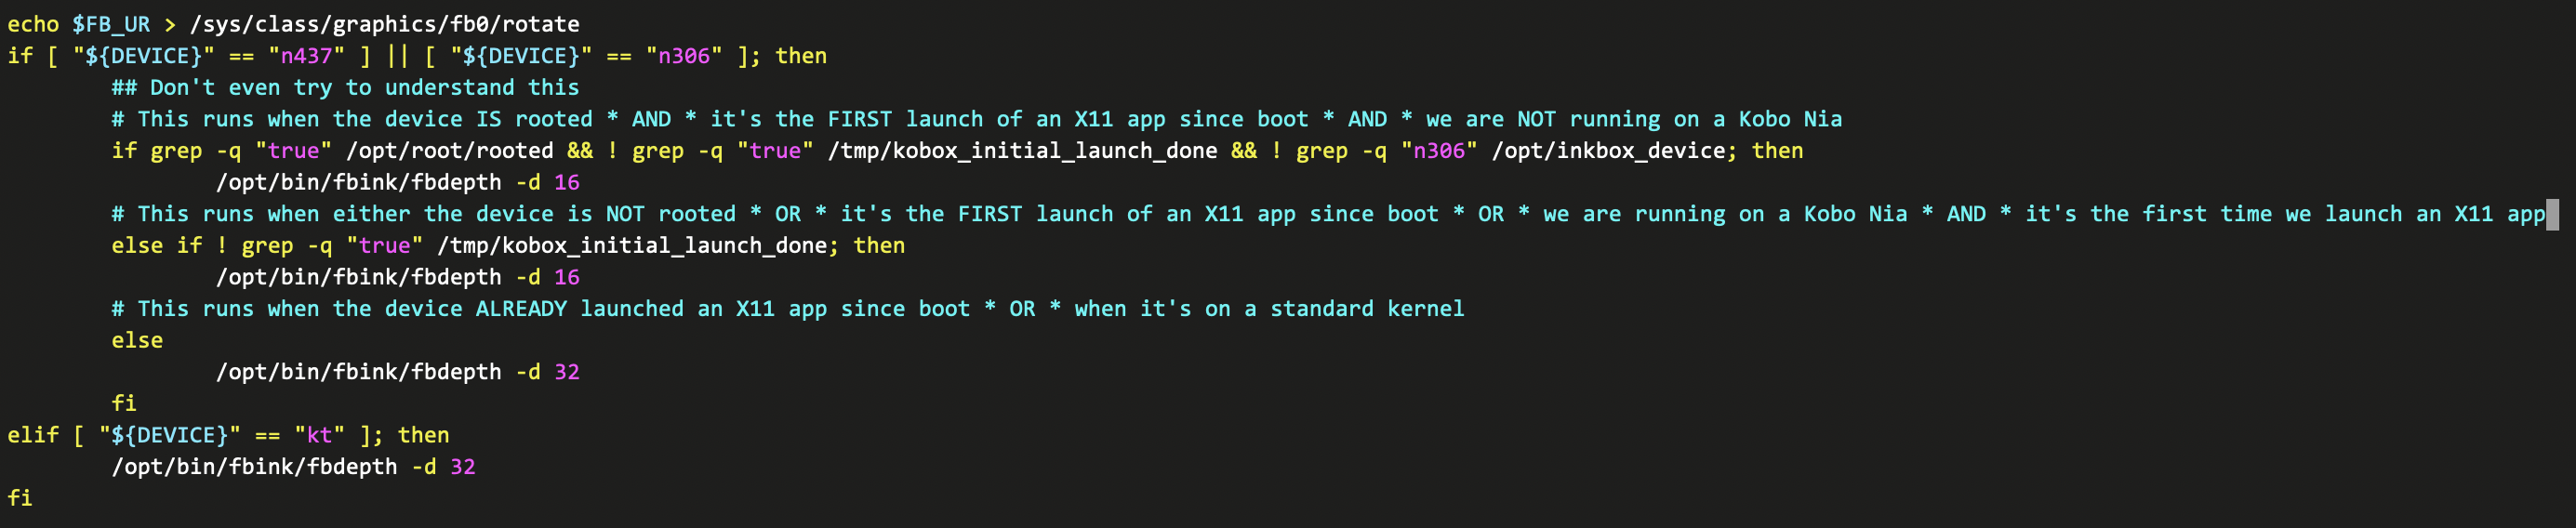 echo $FB_UR > /sys/class/graphics/fb0/rotate
if [ "${DEVICE}" == "n437" ] || [ "${DEVICE}" == "n306" ]; then
        ## Don't even try to understand this
        # This runs when the device IS rooted * AND * it's the FIRST launch of an X11 app since boot * AND * we are NOT running on a Kobo Nia
        if grep -q "true" /opt/root/rooted && ! grep -q "true" /tmp/kobox_initial_launch_done && ! grep -q "n306" /opt/inkbox_device; then
                /opt/bin/fbink/fbdepth -d 16
        # This runs when either the device is NOT rooted * OR * it's the FIRST launch of an X11 app since boot * OR * we are running on a Kobo Nia * AND * it's the first time we launch an X11 app
        else if ! grep -q "true" /tmp/kobox_initial_launch_done; then
                /opt/bin/fbink/fbdepth -d 16
        # This runs when the device ALREADY launched an X11 app since boot * OR * when it's on a standard kernel
        else
                /opt/bin/fbink/fbdepth -d 32
        fi
elif [ "${DEVICE}" == "kt" ]; then
        /opt/bin/fbink/fbdepth -d 32
fi